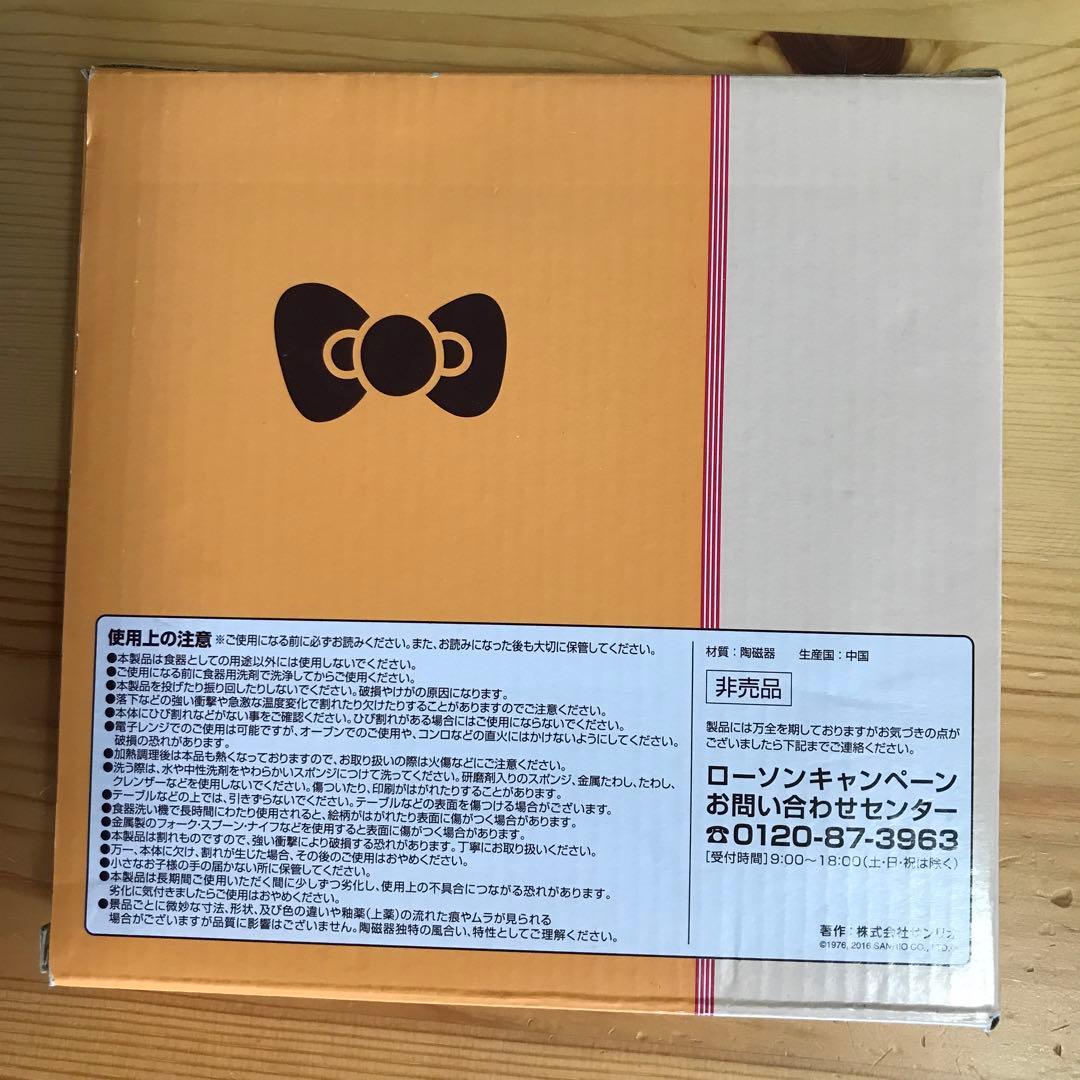 使用上の注意 ※ご使用になる前に必ずお読みください。また、お読みになった後も大切に保管してください。
●本製品は食器としての用途以外には使用しないでください。
●ご使用になる前に食器用洗剤で洗浄してからご使用ください。
●本製品を投げたり振り回したりしないでください。破損やけがの原因になります。
●落下などの強い衝撃や急激な温度変化で割れたり欠けたりすることがありますのでご注意ください。
●本体にひび割れなどがない事をご確認ください。ひび割れがある場合にはご使用にならないでください。
●電子レンジでのご使用は可能ですが、オーブンでのご使用や、コンロなどの直火にはかけないようにしてください。
破損の恐れがあります。
●加熱調理後は本品も熱くなっておりますので、お取り扱いの際は火傷などにご注意ください。
●洗う際は、水や中性洗剤をやわらかいスポンジにつけて洗ってください。研磨剤入りのスポンジ、金属たわし、たわし、
クレンザーなどを使用しないでください。傷ついたり、印刷がはがれたりすることがあります。
●テーブルなどの上では、引きずらないでください。テーブルなどの表面を傷つける場合がございます。
●食器洗い機で長時間にわたり使用されると、絵柄がはがれたり表面に傷がつく場合があります。
●金属製のフォーク・スプーン・ナイフなどを使用すると表面に傷がつく場合があります。
●本製品は割れものですので、強い衝撃により破損する恐れがあります。丁寧にお取り扱いください。
●万一、本体に欠け、割れが生じた場合、その後のご使用はおやめください。
●小さなお子様の手の届かない所に保管してください。
●本製品は長期間ご使用いただく間に少しずつ劣化し、使用上の不具合につながる恐れがあります。
劣化に気付きましたらご使用はおやめください。
●景品ごとに微妙な寸法、形状、及び色の違いや釉薬(上薬)の流れた痕やムラが見られる
場合がございますが品質に影響はございません。陶磁器独特の風合い、特性としてご理解ください。
材質：陶磁器 生産国：中国
非売品
製品には万全を期しておりますがお気づきの点が
ございましたら下記までご連絡ください。
ローソンキャンペーン
お問い合わせセンター
☎0120-87-3963
[受付時間]9:00～18:00(土・日・祝は除く)
著作：株式会社サンリオ
©1976, 2016 SANRIO CO., LTD.